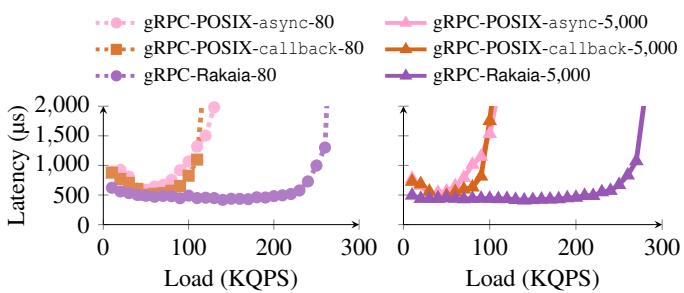 gRPC-POSIX-async-80 gRPC-POSIX-async-5,000
gRPC-POSIX-callback-80 gRPC-POSIX-callback-5,000
gRPC-Rakaia-80 gRPC-Rakaia-5,000
Latency (µs)
2,000
1,500
1,000
500
0
0 100 200 300
Load (KQPS)
0 100 200 300
Load (KQPS)